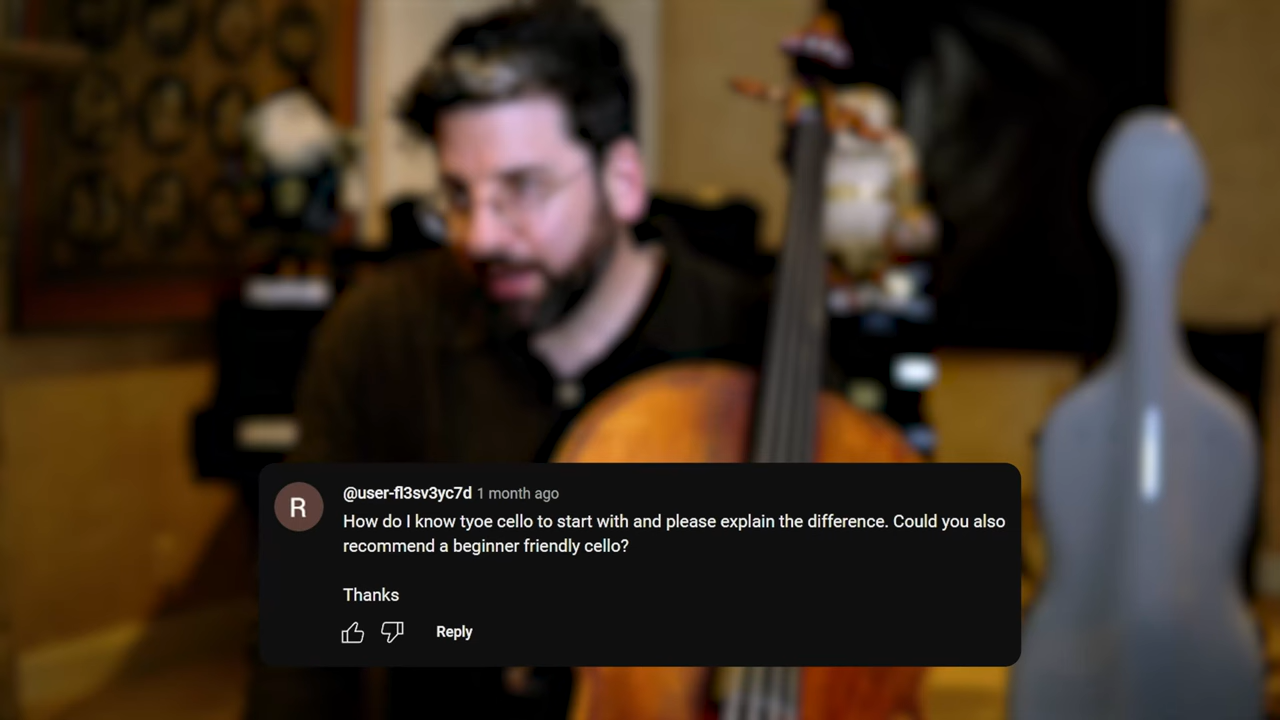 R
@user-fl3sv3yc7d 1 month ago
How do I know tyoe cello to start with and please explain the difference. Could you also
recommend a beginner friendly cello?
Thanks
Reply